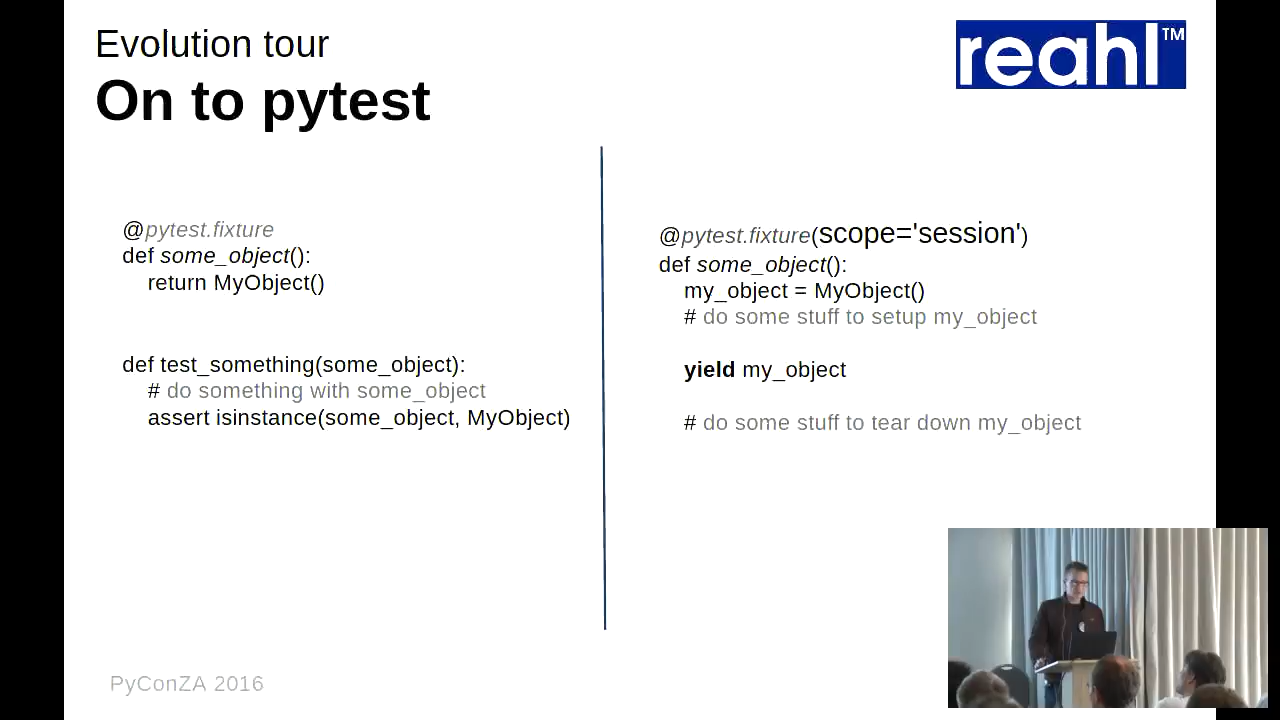 Evolution tour
On to pytest
reahl™
@pytest.fixture
def some_object():
return MyObject()
def test_something(some_object):
# do something with some_object
assert isinstance(some_object, MyObject)
@pytest.fixture(scope='session')
def some_object():
my_object = MyObject()
# do some stuff to setup my_object
yield my_object
# do some stuff to tear down my_object
PyConZA 2016